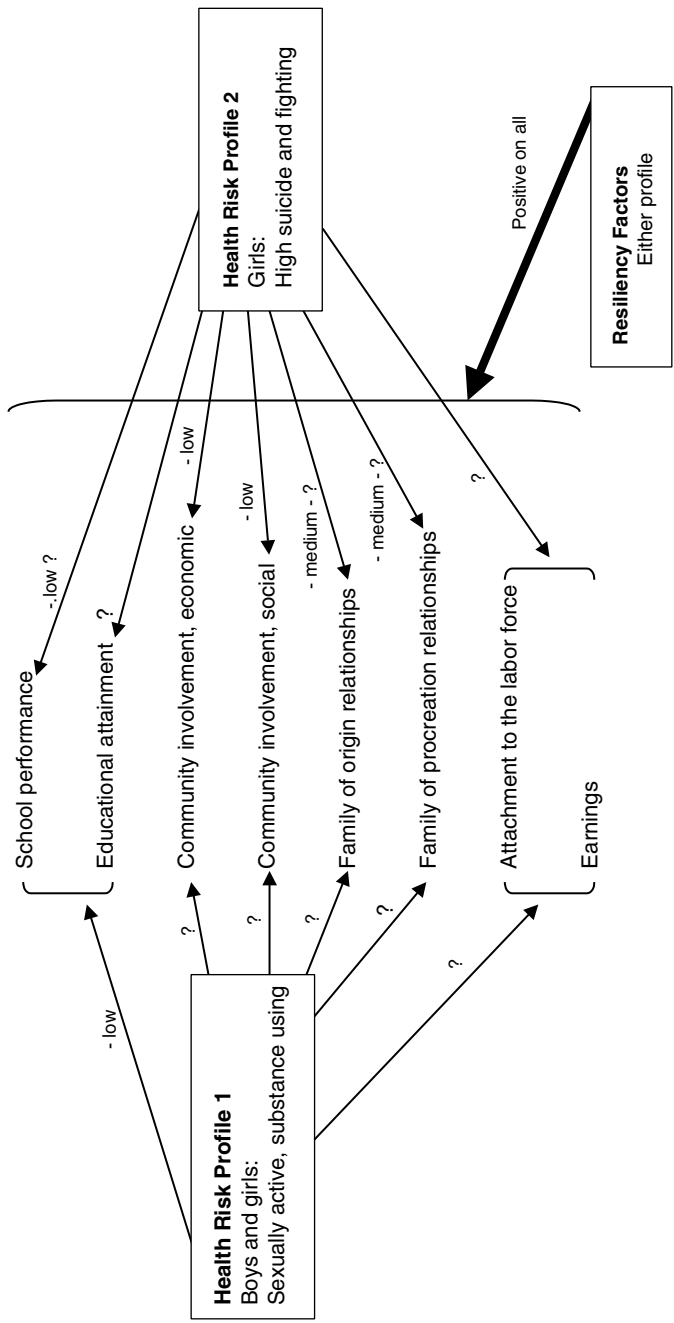 Health Risk Profile 1
Boys and girls:
Sexually active, substance using
- low
?
?
?
?
?
School performance
Educational attainment
Community involvement, economic
Community involvement, social
Family of origin relationships
Family of procreation relationships
Attachment to the labor force
Earnings
-.low ?
?
- low
- low
- medium - ?
- medium - ?
?
Health Risk Profile 2
Girls:
High suicide and fighting
Positive on all
Resiliency Factors
Either profile